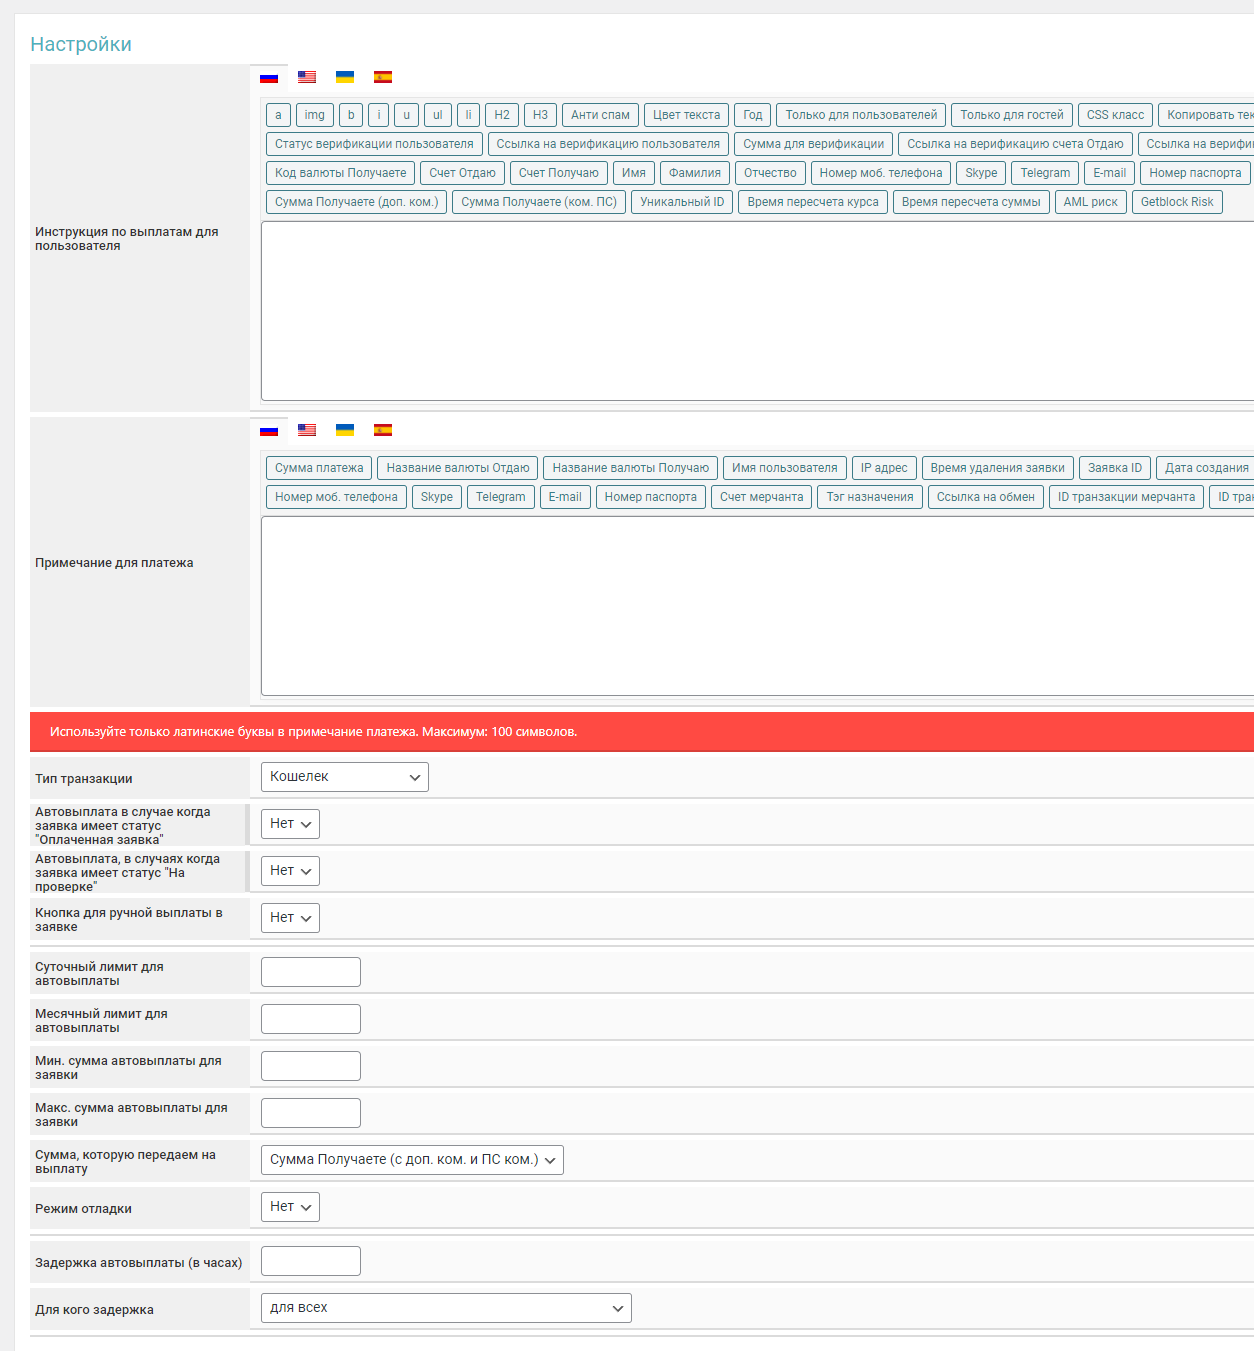 Настройки
a img b i u ul li H2 H3 Анти спам Цвет текста Год Только для пользователей Только для гостей CSS класс Копировать тек
Статус верификации пользователя Ссылка на верификацию пользователя Сумма для верификации Ссылка на верификацию счета Отдаю Ссылка на верифи
Код валюты Получаете Счет Отдаю Счет Получаю Имя Фамилия Отчество Номер моб. телефона Skype Telegram E-mail Номер паспорта
Сумма Получаете (доп. ком.) Сумма Получаете (ком. ПС) Уникальный ID Время пересчета курса Время пересчета суммы AML риск Getblock Risk
Инструкция по выплатам для
пользователя
Сумма платежа Название валюты Отдаю Название валюты Получаю Имя пользователя IP адрес Время удаления заявки Заявка ID Дата создания
Номер моб. телефона Skype Telegram E-mail Номер паспорта Счет мерчанта Тэг назначения Ссылка на обмен ID транзакции мерчанта ID тран
Примечание для платежа
Используйте только латинские буквы в примечание платежа. Максимум: 100 символов.
Тип транзакции
Кошелек
Автовыплата в случае когда
заявка имеет статус
"Оплаченная заявка"
Нет
Автовыплата, в случаях когда
заявка имеет статус "На
проверке"
Нет
Кнопка для ручной выплаты в
заявке
Нет
Суточный лимит для
автовыплаты
Месячный лимит для
автовыплаты
Мин. сумма автовыплаты для
заявки
Макс. сумма автовыплаты для
заявки
Сумма, которую передаем на
выплату
Сумма Получаете (с доп. ком. и ПС ком.)
Режим отладки
Нет
Задержка автовыплаты (в часах)
Для кого задержка
для всех